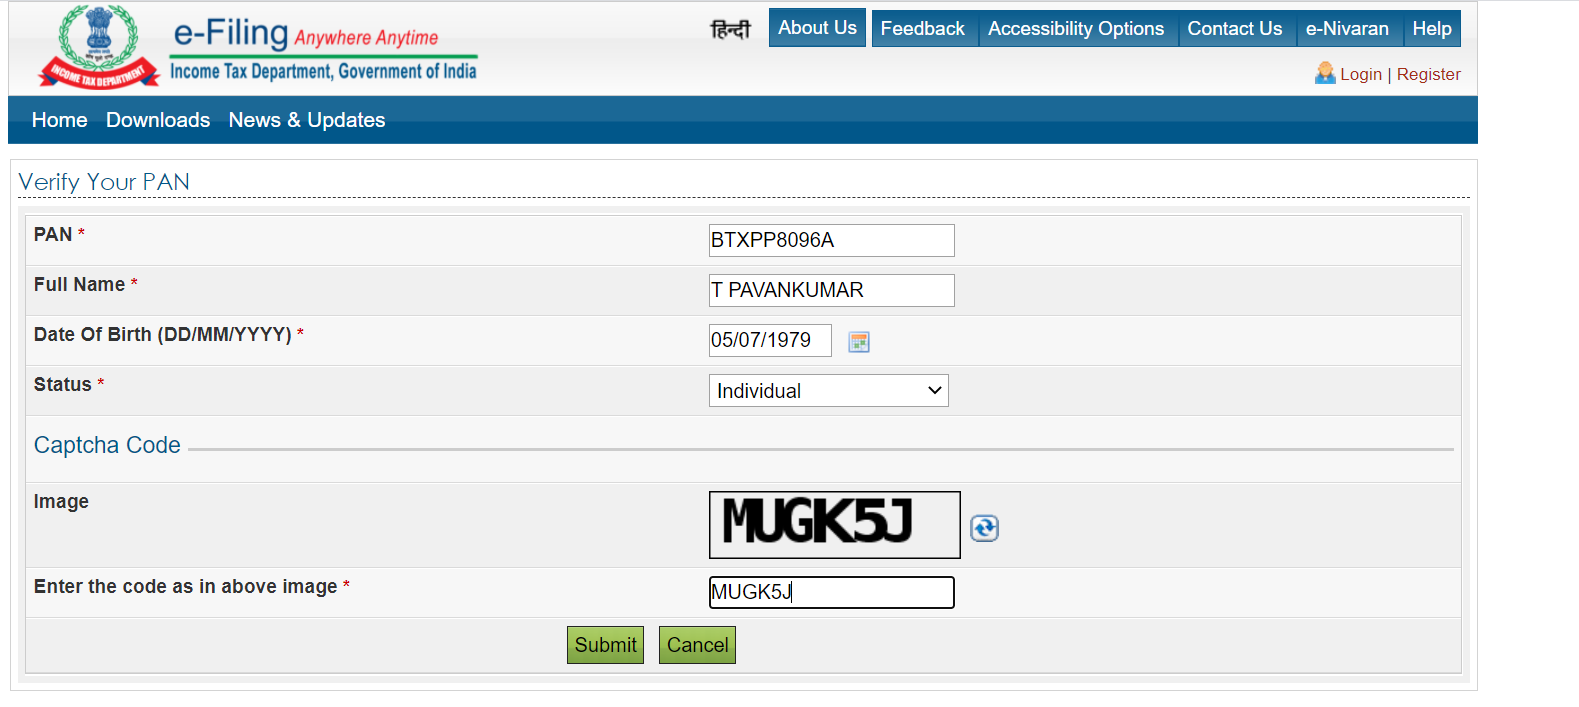 e-Filing Anywhere Anytime
Income Tax Department, Government of India
INCOME TAX DEPARTMENT
हिन्दी About Us Feedback Accessibility Options Contact Us e-Nivaran Help
Login | Register
Home Downloads News & Updates
Verify Your PAN
PAN * BTXPP8096A
Full Name * T PAVANKUMAR
Date Of Birth (DD/MM/YYYY) * 05/07/1979
Status * Individual
Captcha Code
Image MUGK5J
Enter the code as in above image * MUGK5J
Submit Cancel